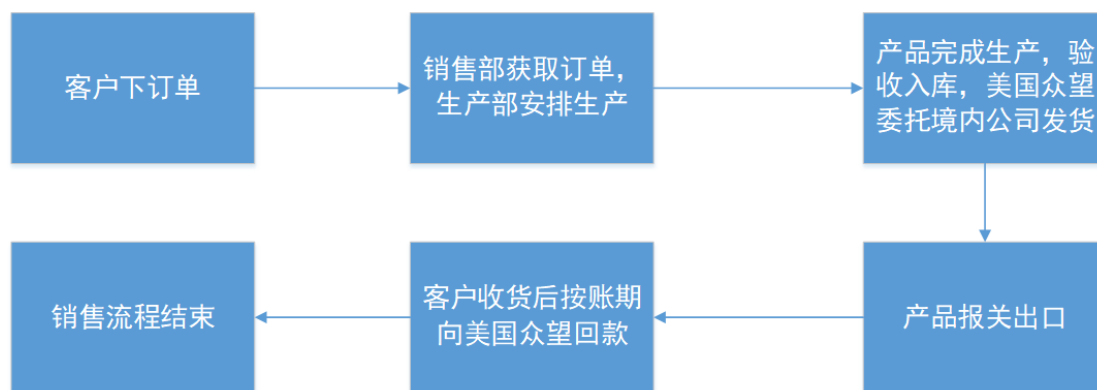 客户下订单
销售部获取订单，
生产部安排生产
产品完成生产，验
收入库，美国众望
委托境内公司发货
产品报关出口
客户收货后按账期
向美国众望回款
销售流程结束